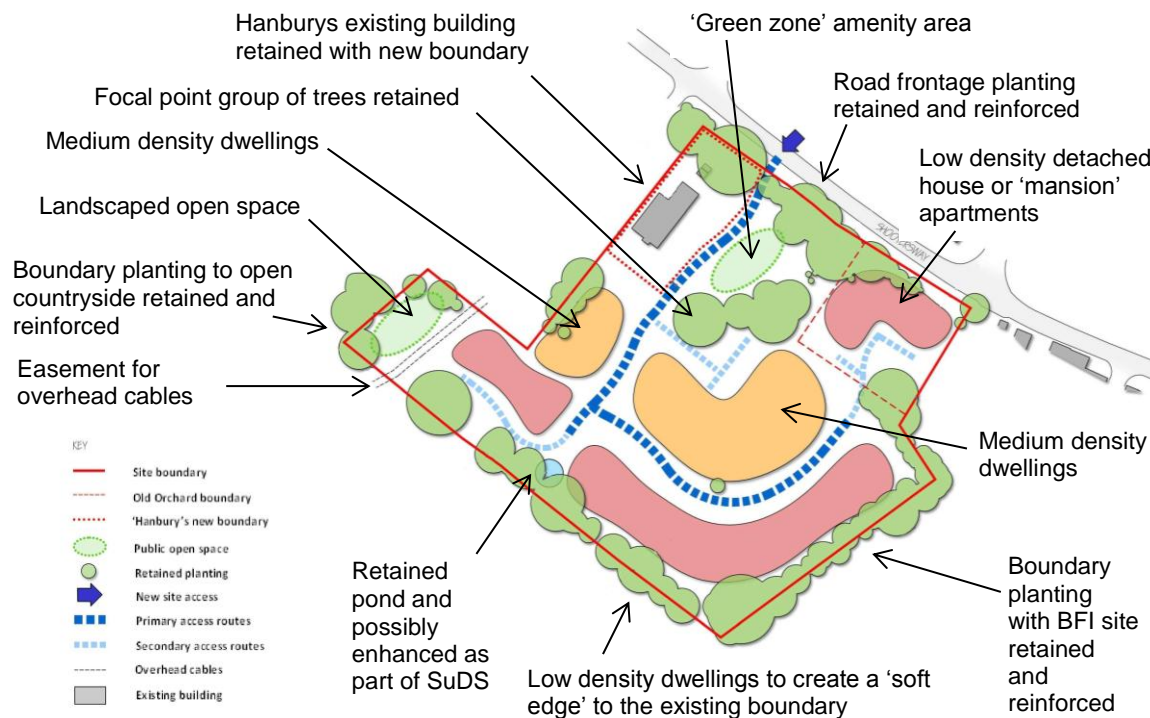 Hanburys existing building
retained with new boundary
'Green zone' amenity area
Road frontage planting
retained and reinforced
Focal point group of trees retained
Medium density dwellings
Low density detached
house or 'mansion'
apartments
Landscaped open space
SHOOTERSWAY
Boundary planting to open
countryside retained and
reinforced
Easement for
overhead cables
Medium density
dwellings
KEY
Site boundary
Old Orchard boundary
'Hanbury's new boundary
Public open space
Retained planting
New site access
Primary access routes
Secondary access routes
Overhead cables
Existing building
Retained
pond and
possibly
enhanced as
part of SuDS
Low density dwellings to create a 'soft
edge' to the existing boundary
Boundary
planting
with BFI site
retained
and
reinforced